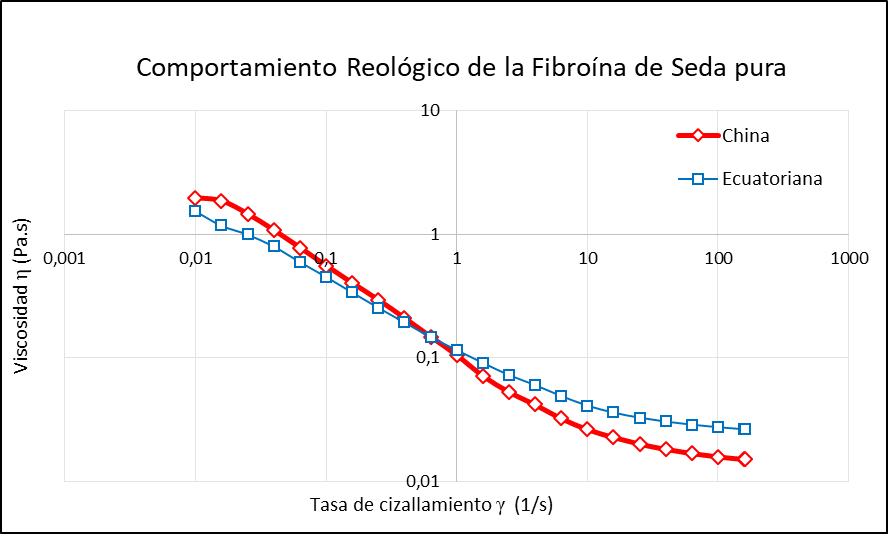 Comportamiento Reológico de la Fibroína de Seda pura
10
China
Ecuatoriana
Viscosidad η (Pa.s)
1
0,001 0,01 0,1 1 10 100 1000
0,1
0,01
Tasa de cizallamiento γ (1/s)